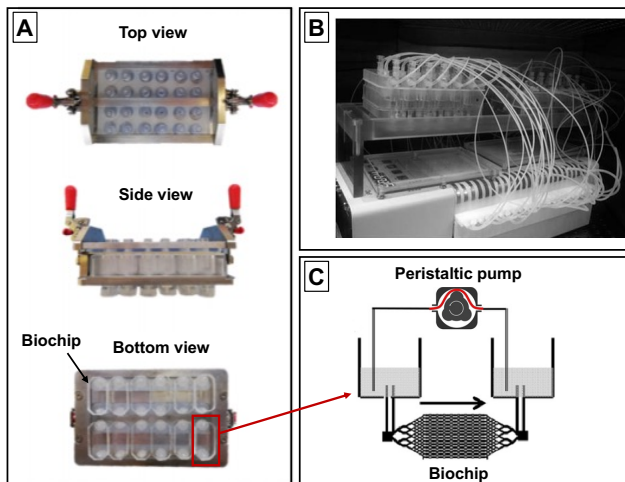 A
Top view
Side view
Biochip
Bottom view
B
C
Peristaltic pump
Biochip